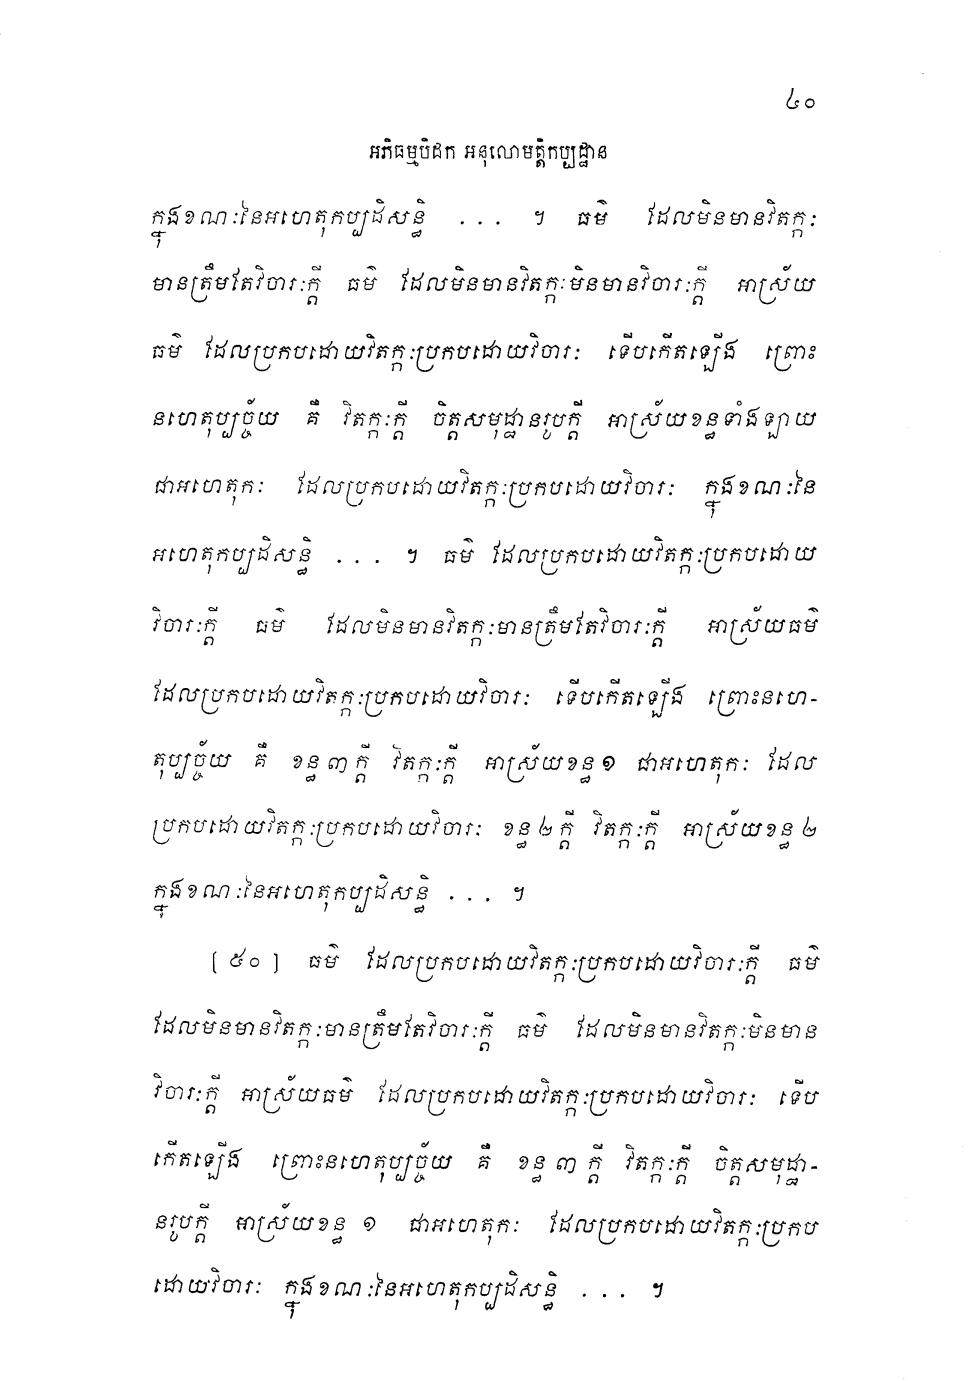 ៤០
អភិធម្មបិដក អនុលោមត្តិកប្បដ្ឋាន
ក្នុងខណៈនៃអហេតុកប្បដិសន្ធិ ... ។ ធម៌ ដែលមិនមានវិតក្កៈ
មានត្រឹមតែវិចារៈក្តី ធម៌ ដែលមិនមានវិតក្កៈមិនមានវិចារៈក្តី អាស្រ័យ
ធម៌ ដែលប្រកបដោយវិតក្កៈប្រកបដោយវិចារៈ ទើបកើតឡើង ព្រោះ
នហេតុប្បច្ច័យ គឺ វិតក្កៈក្តី ចិត្តសមុដ្ឋានរូបក្តី អាស្រ័យខន្ធទាំងឡាយ
ជាអហេតុកៈ ដែលប្រកបដោយវិតក្កៈប្រកបដោយវិចារៈ ក្នុងខណៈនៃ
អហេតុកប្បដិសន្ធិ ... ។ ធម៌ ដែលប្រកបដោយវិតក្កៈប្រកបដោយ
វិចារៈក្តី ធម៌ ដែលមិនមានវិតក្កៈមានត្រឹមតែវិចារៈក្តី អាស្រ័យធម៌
ដែលប្រកបដោយវិតក្កៈប្រកបដោយវិចារៈ ទើបកើតឡើង ព្រោះនហេ-
តុប្បច្ច័យ គឺ ខន្ធ ៣ ក្តី វិតក្កៈក្តី អាស្រ័យខន្ធ ១ ជាអហេតុកៈ ដែល
ប្រកបដោយវិតក្កៈប្រកបដោយវិចារៈ ខន្ធ ២ ក្តី វិតក្កៈក្តី អាស្រ័យខន្ធ ២
ក្នុងខណៈនៃអហេតុកប្បដិសន្ធិ ... ។
[ ៥០ ] ធម៌ ដែលប្រកបដោយវិតក្កៈប្រកបដោយវិចារៈក្តី ធម៌
ដែលមិនមានវិតក្កៈមានត្រឹមតែវិចារៈក្តី ធម៌ ដែលមិនមានវិតក្កៈមិនមាន
វិចារៈក្តី អាស្រ័យធម៌ ដែលប្រកបដោយវិតក្កៈប្រកបដោយវិចារៈ ទើប
កើតឡើង ព្រោះនហេតុប្បច្ច័យ គឺ ខន្ធ ៣ ក្តី វិតក្កៈក្តី ចិត្តសមុដ្ឋា-
នរូបក្តី អាស្រ័យខន្ធ ១ ជាអហេតុកៈ ដែលប្រកបដោយវិតក្កៈប្រកប
ដោយវិចារៈ ក្នុងខណៈនៃអហេតុកប្បដិសន្ធិ ... ។